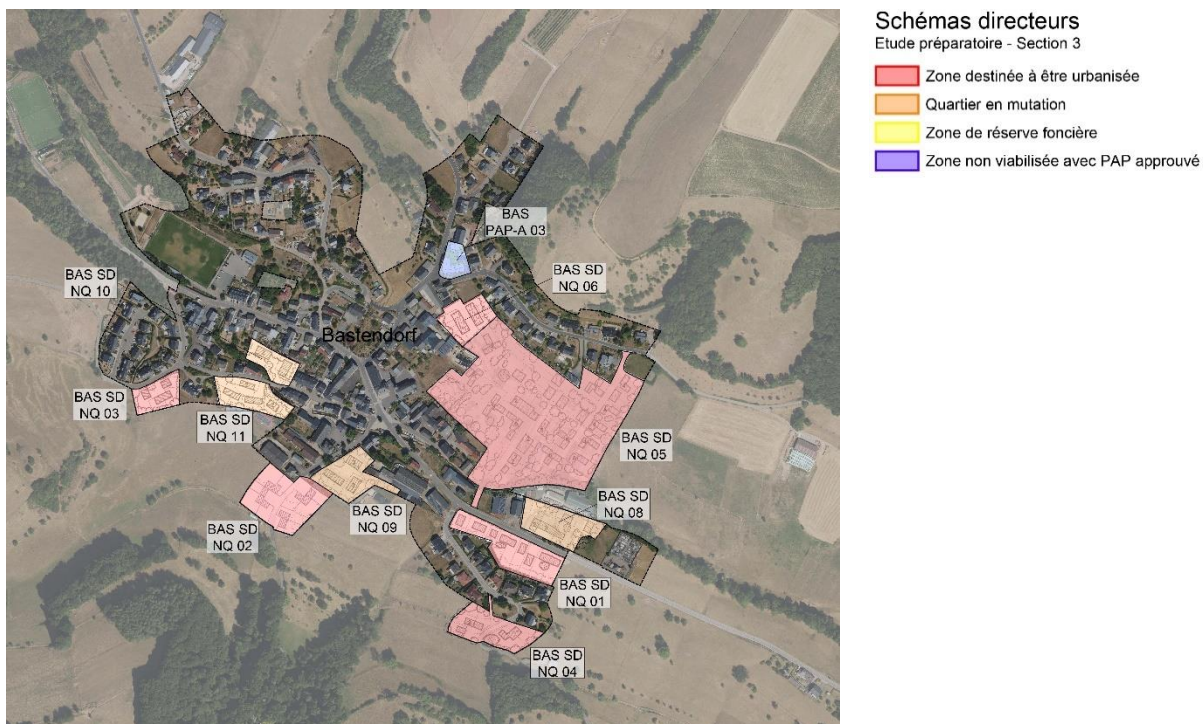 Schémas directeurs
Etude préparatoire - Section 3
Zone destinée à être urbanisée
Quartier en mutation
Zone de réserve foncière
Zone non viabilisée avec PAP approuvé
BAS
PAP-A 03
BAS SD
NQ 06
BAS SD
NQ 10
Bastendorf
BAS SD
NQ 03
BAS SD
NQ 11
BAS SD
NQ 05
BAS SD
NQ 02
BAS SD
NQ 09
BAS SD
NQ 08
BAS SD
NQ 01
BAS SD
NQ 04